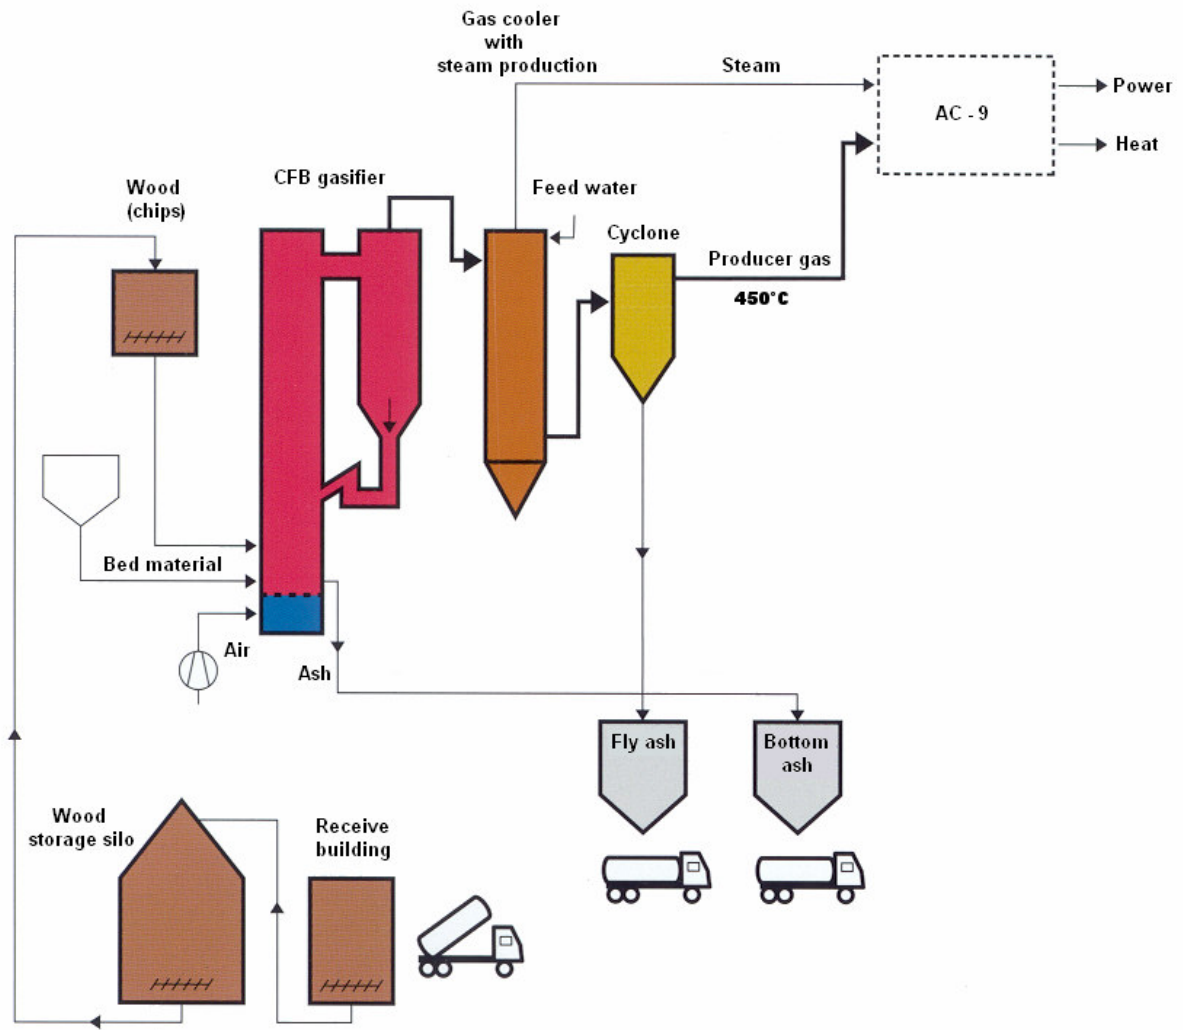 Gas cooler
with
steam production
Steam
Power
AC - 9
Heat
CFB gasifier
Wood
(chips)
Feed water
Cyclone
Producer gas
450°C
Bed material
Air
Ash
Fly ash
Bottom
ash
Wood
storage silo
Receive
building